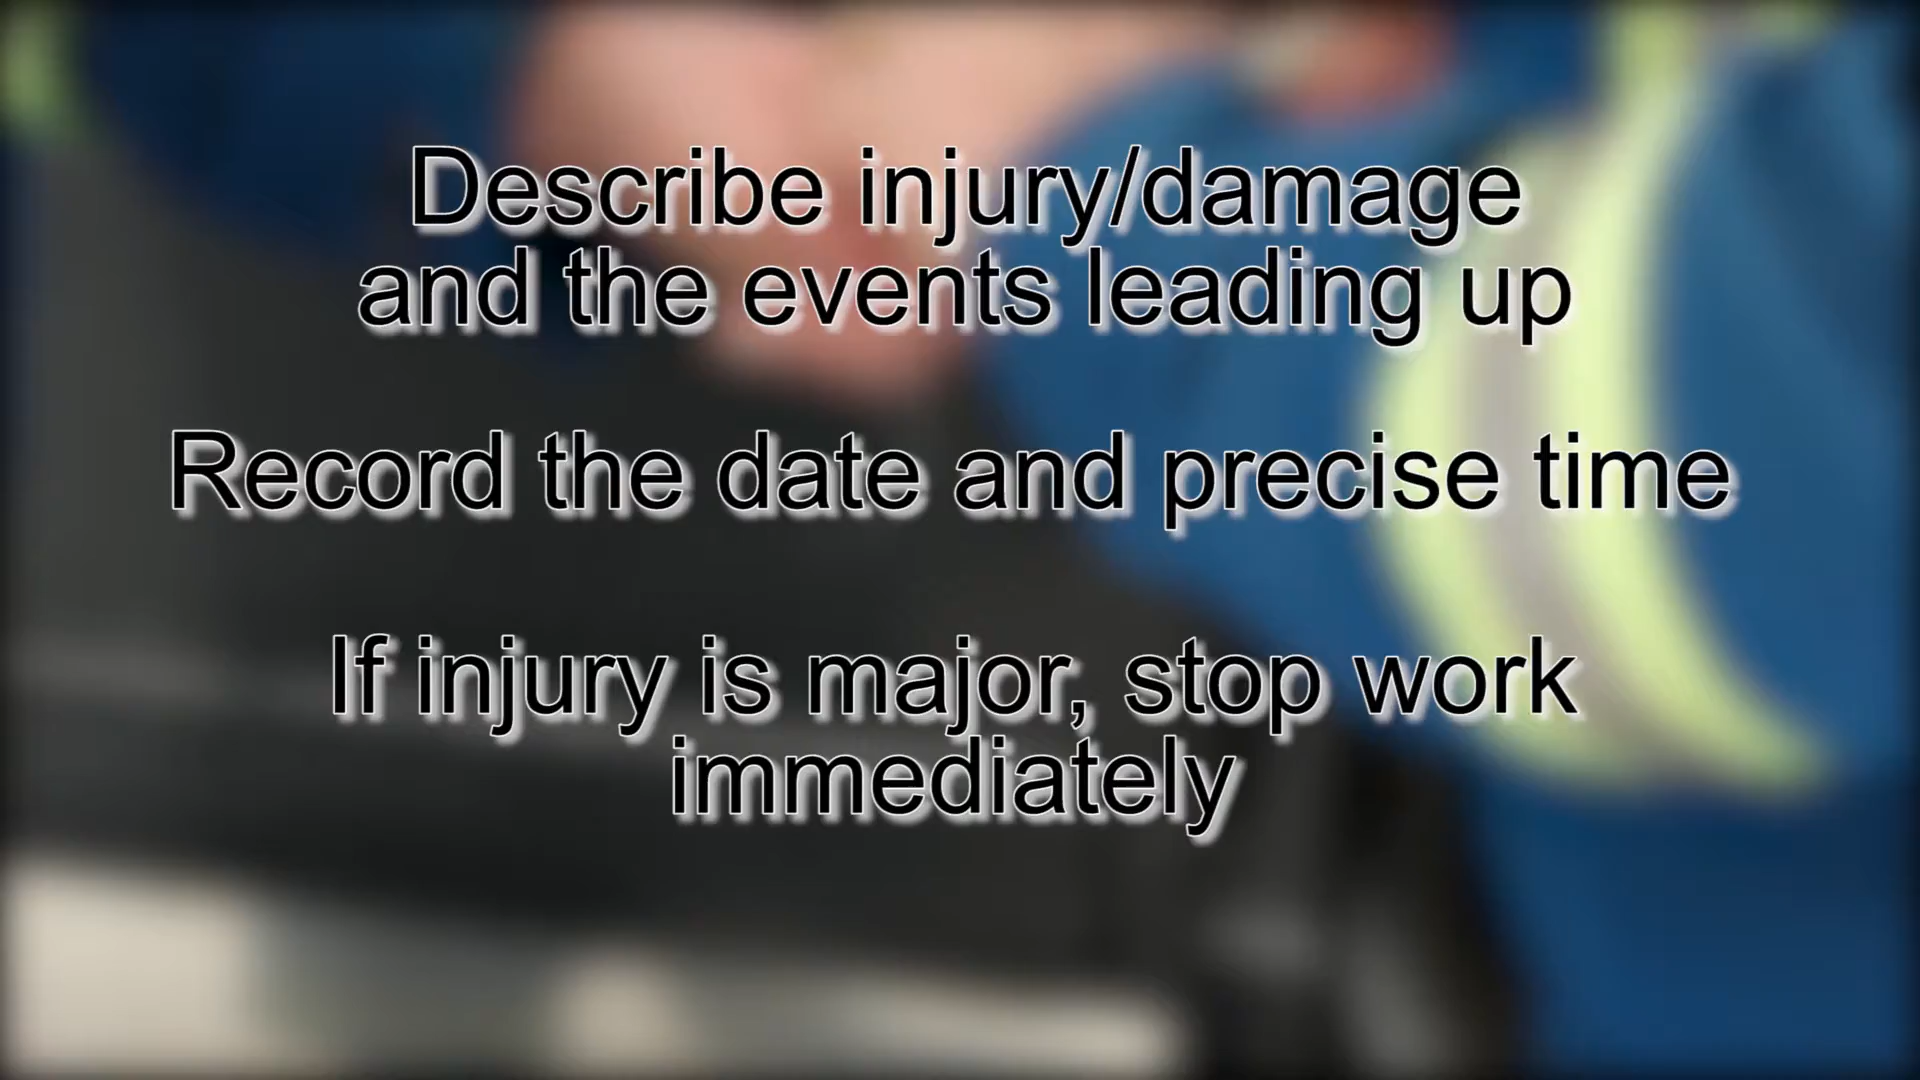 Describe injury/damage
and the events leading up
Record the date and precise time
If injury is major, stop work
immediately